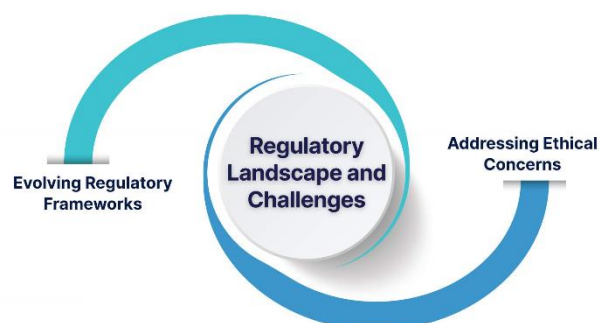 Regulatory
Landscape and
Challenges
Evolving Regulatory
Frameworks
Addressing Ethical
Concerns